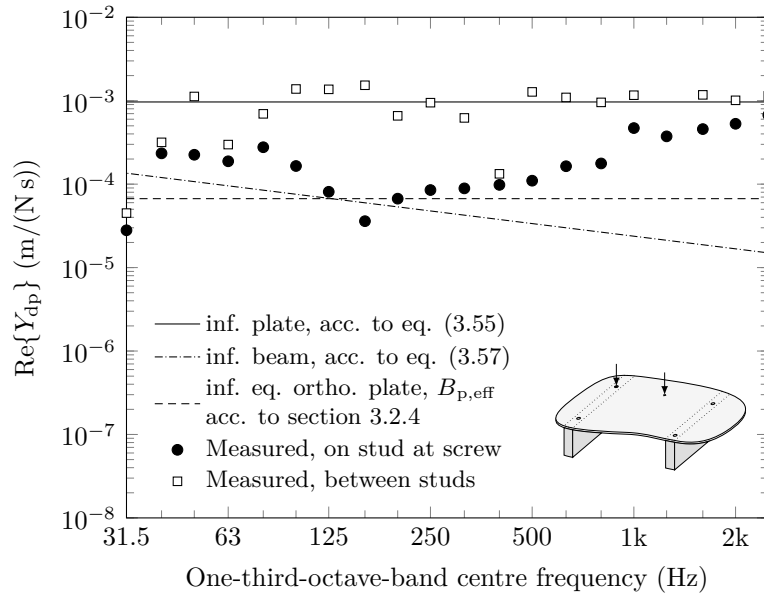 10^{-2}
10^{-3}
10^{-4}
10^{-5}
10^{-6}
10^{-7}
10^{-8}
Re{Y_{dp}} (m/(N s))
inf. plate, acc. to eq. (3.55)
inf. beam, acc. to eq. (3.57)
inf. eq. ortho. plate, B_{p,eff}
acc. to section 3.2.4
Measured, on stud at screw
Measured, between studs
31.5 63 125 250 500 1k 2k
One-third-octave-band centre frequency (Hz)